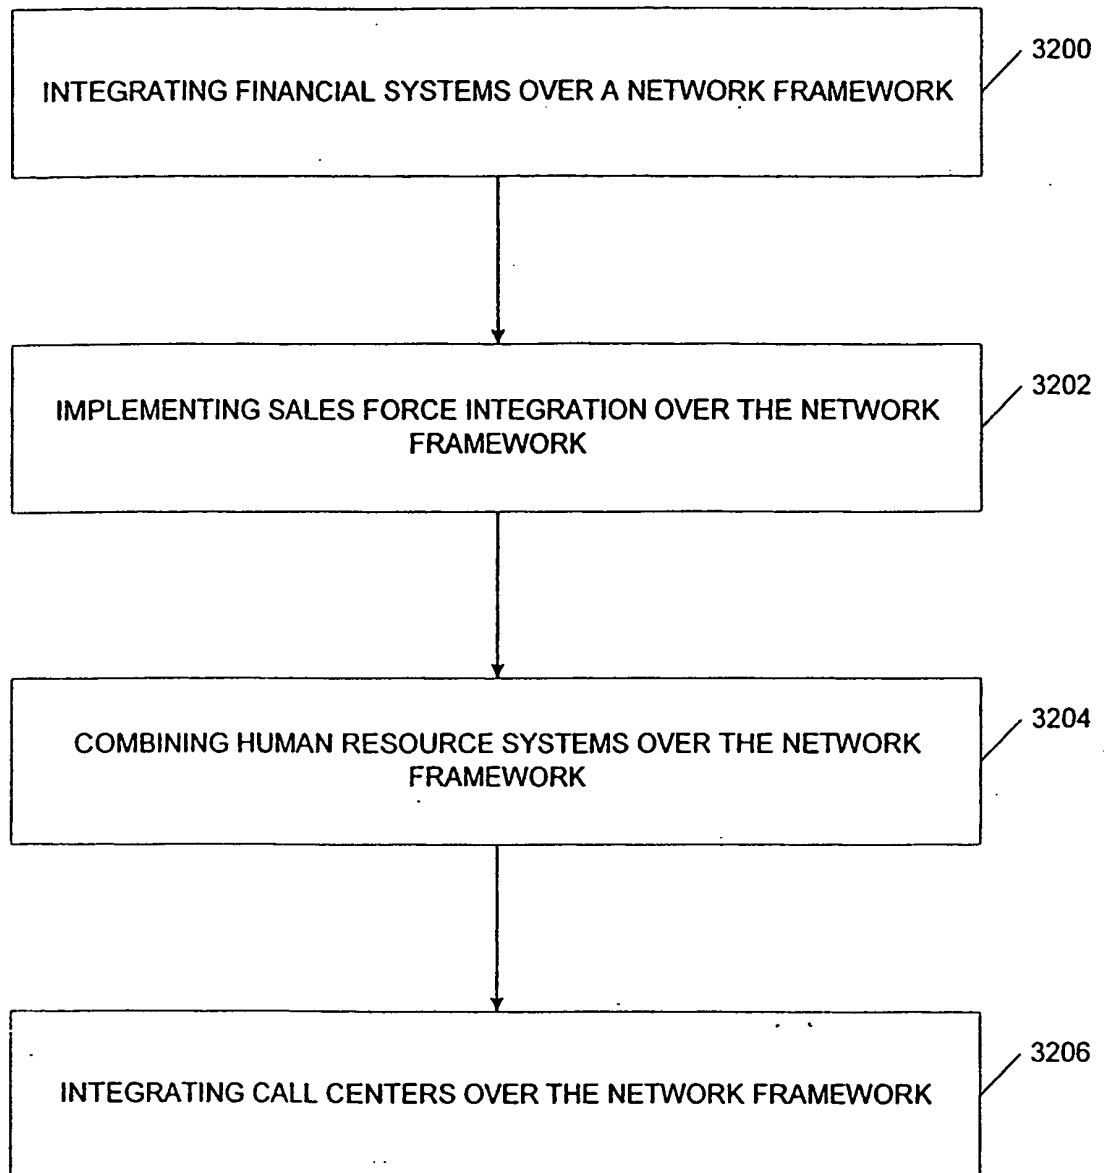 INTEGRATING FINANCIAL SYSTEMS OVER A NETWORK FRAMEWORK
3200
IMPLEMENTING SALES FORCE INTEGRATION OVER THE NETWORK
FRAMEWORK
3202
COMBINING HUMAN RESOURCE SYSTEMS OVER THE NETWORK
FRAMEWORK
3204
INTEGRATING CALL CENTERS OVER THE NETWORK FRAMEWORK
3206